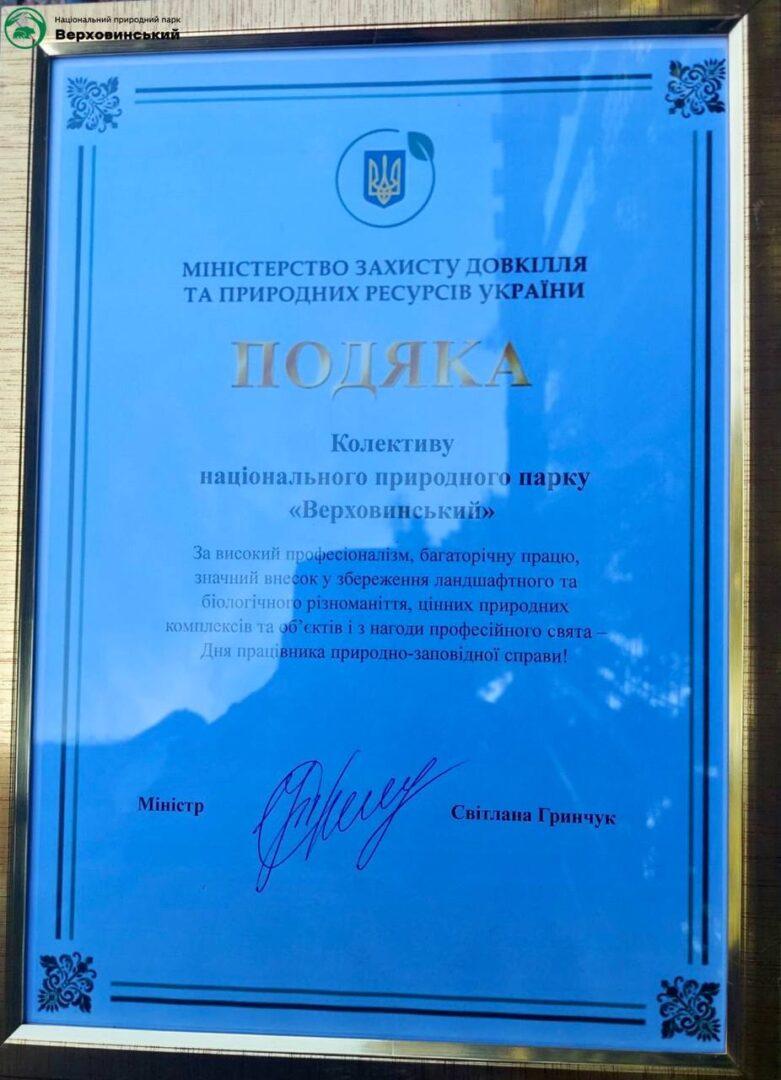 Національний природний парк
Верховинський
МІНІСТЕРСТВО ЗАХИСТУ ДОВКІЛЛЯ
ТА ПРИРОДНИХ РЕСУРСІВ УКРАЇНИ
ПОДЯКА
Колективу
національного природного парку
«Верховинський»
За високий професіоналізм, багаторічну працю,
значний внесок у збереження ландшафтного та
біологічного різноманіття, цінних природних
комплексів та об’єктів і з нагоди професійного свята –
Дня працівника природно-заповідної справи!
Міністр
Світлана Гринчук